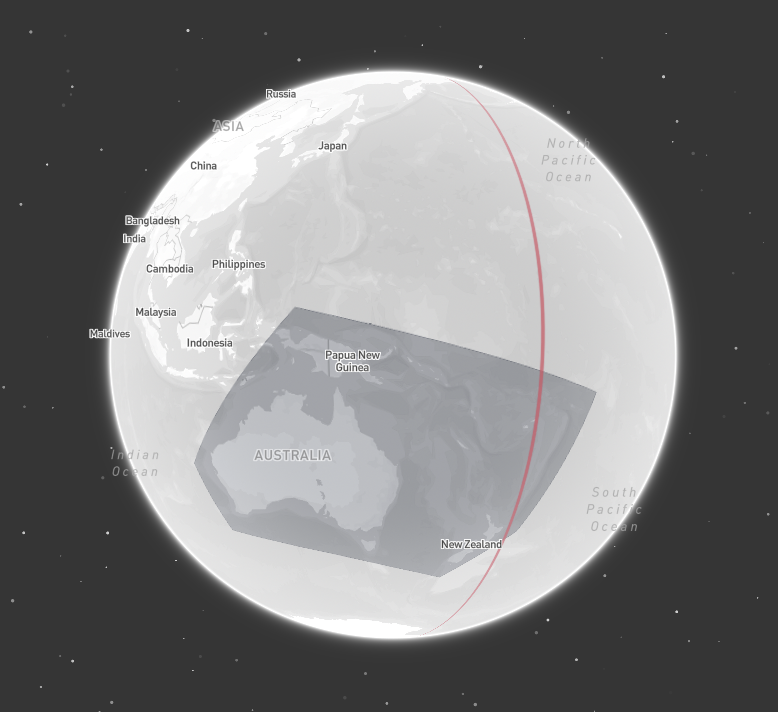 Russia
ASIA
Japan
North
Pacific
Ocean
China
Bangladesh
India
Philippines
Cambodia
Malaysia
Maldives
Indonesia
Papua New
Guinea
AUSTRALIA
Indian
Ocean
South
Pacific
Ocean
New Zealand